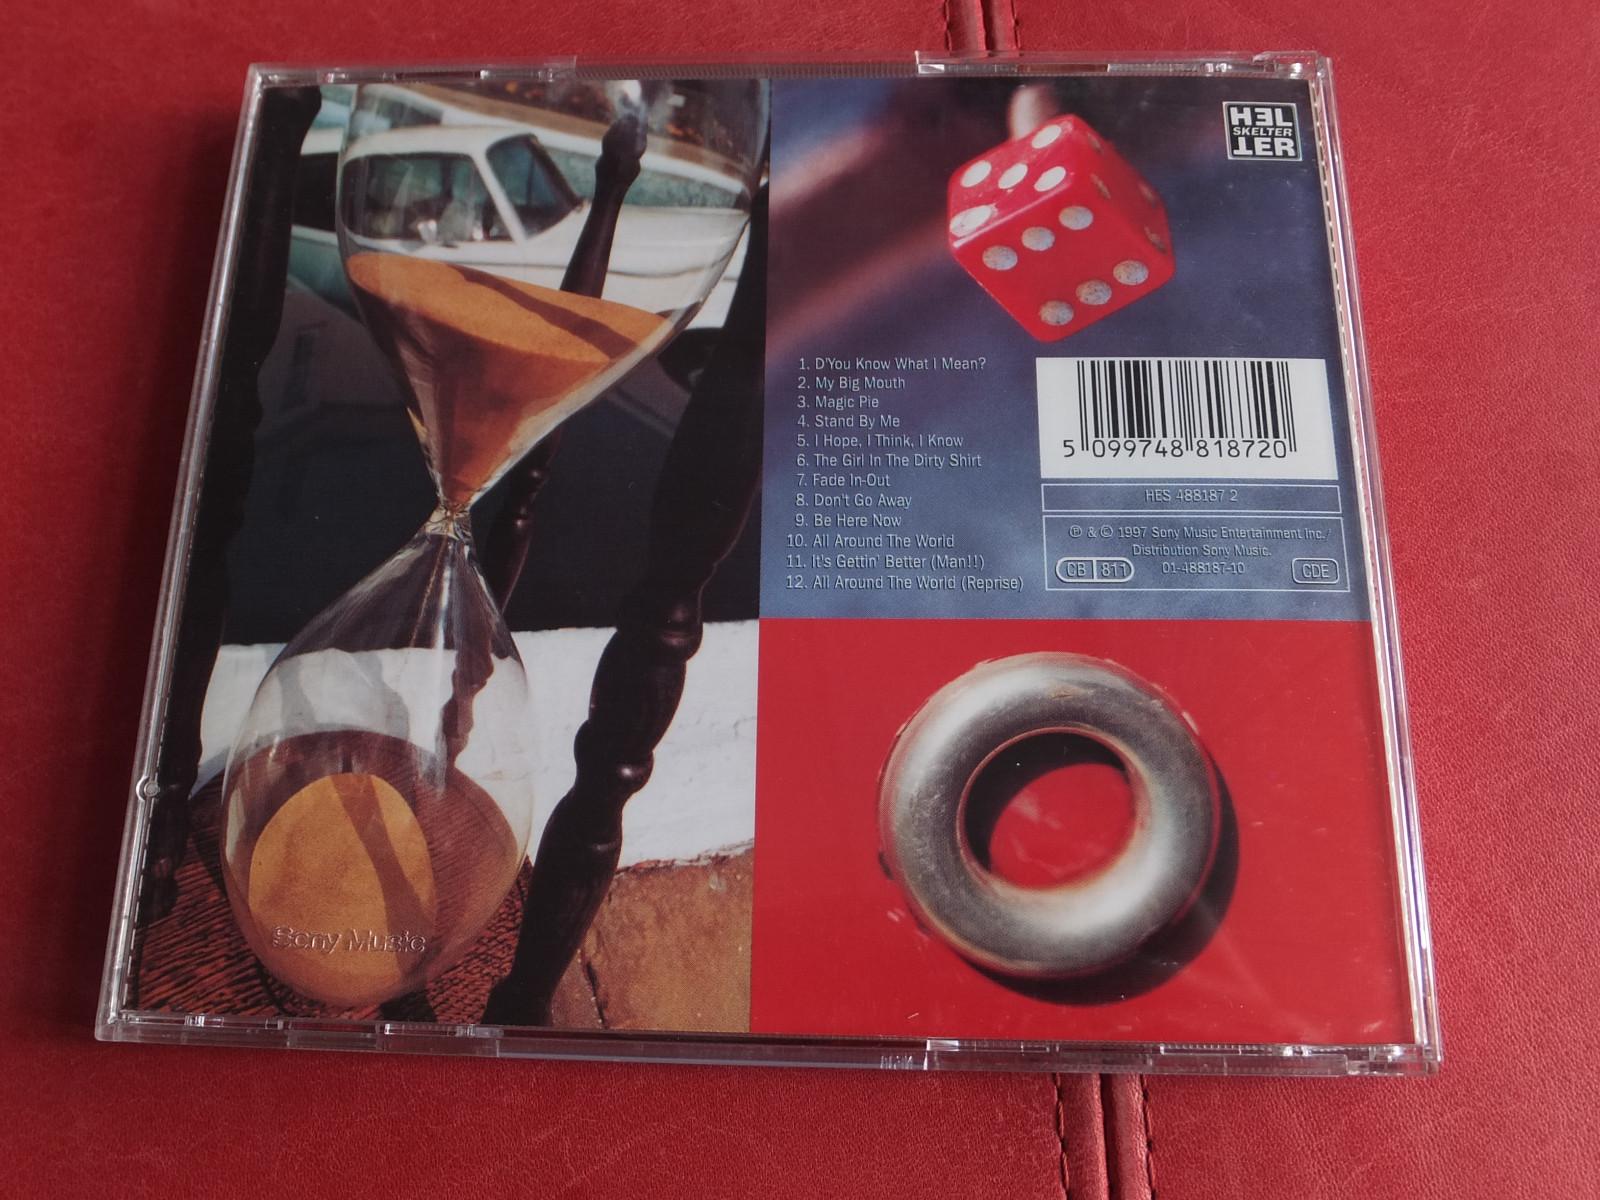 HEL
SKELTER
TER
1. D'You Know What I Mean?
2. My Big Mouth
3. Magic Pie
4. Stand By Me
5. I Hope, I Think, I Know
6. The Girl In The Dirty Shirt
7. Fade In-Out
8. Don't Go Away
9. Be Here Now
10. All Around The World
11. It's Gettin' Better (Man!!)
12. All Around The World (Reprise)
5 099748 818720
HES 488187 2
℗ & © 1997 Sony Music Entertainment Inc./
Distribution Sony Music.
CB 811 01-488187-10 CDE
Sony Music